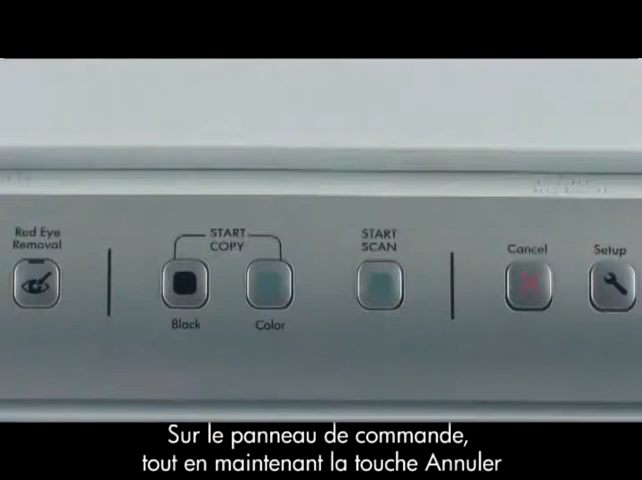 Red Eye
Removal
START
COPY
START
SCAN
Cancel
Setup
Black
Color
Sur le panneau de commande,
tout en maintenant la touche Annuler